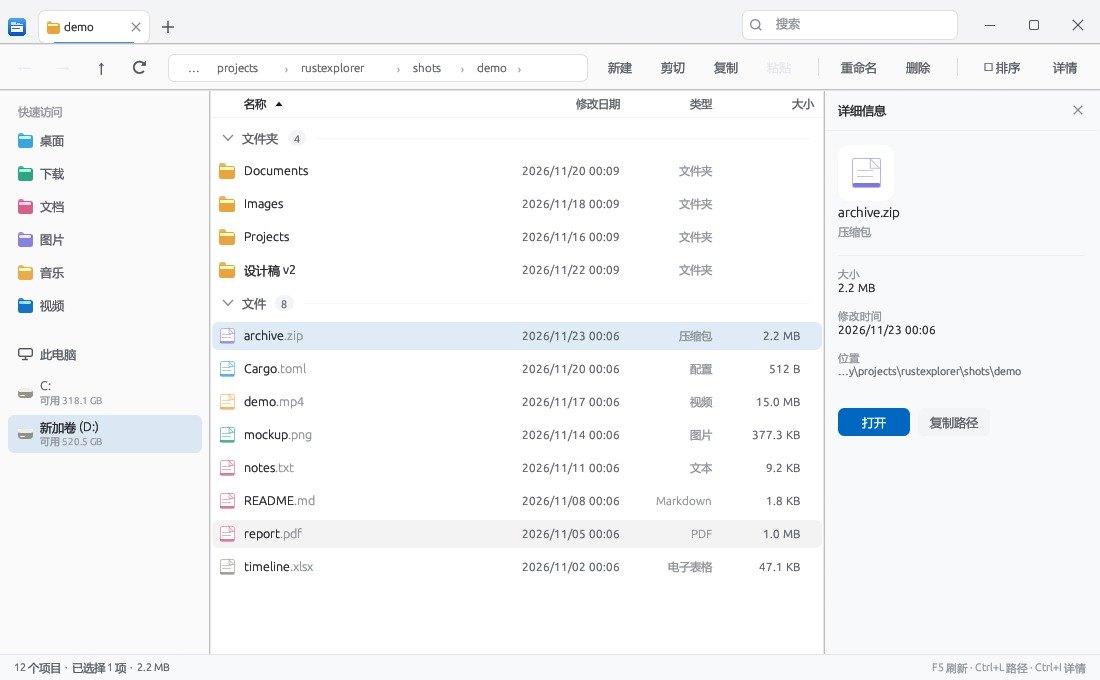 demo
搜索
... projects › rustexplorer › shots › demo ›
新建 剪切 复制 粘贴 重命名 删除 排序 详情
快速访问
桌面
下载
文档
图片
音乐
视频
此电脑
C:
可用 318.1 GB
新加卷 (D:)
可用 520.5 GB
名称 修改日期 类型 大小
文件夹 4
Documents 2026/11/20 00:09 文件夹
Images 2026/11/18 00:09 文件夹
Projects 2026/11/16 00:09 文件夹
设计稿 v2 2026/11/22 00:09 文件夹
文件 8
archive.zip 2026/11/23 00:06 压缩包 2.2 MB
Cargo.toml 2026/11/20 00:06 配置 512 B
demo.mp4 2026/11/17 00:06 视频 15.0 MB
mockup.png 2026/11/14 00:06 图片 377.3 KB
notes.txt 2026/11/11 00:06 文本 9.2 KB
README.md 2026/11/08 00:06 Markdown 1.8 KB
report.pdf 2026/11/05 00:06 PDF 1.0 MB
timeline.xlsx 2026/11/02 00:06 电子表格 47.1 KB
详细信息
archive.zip
压缩包
大小
2.2 MB
修改时间
2026/11/23 00:06
位置
...y\projects\rustexplorer\shots\demo
打开 复制路径
12 个项目 · 已选择 1 项 · 2.2 MB
F5 刷新 · Ctrl+L 路径 · Ctrl+I 详情